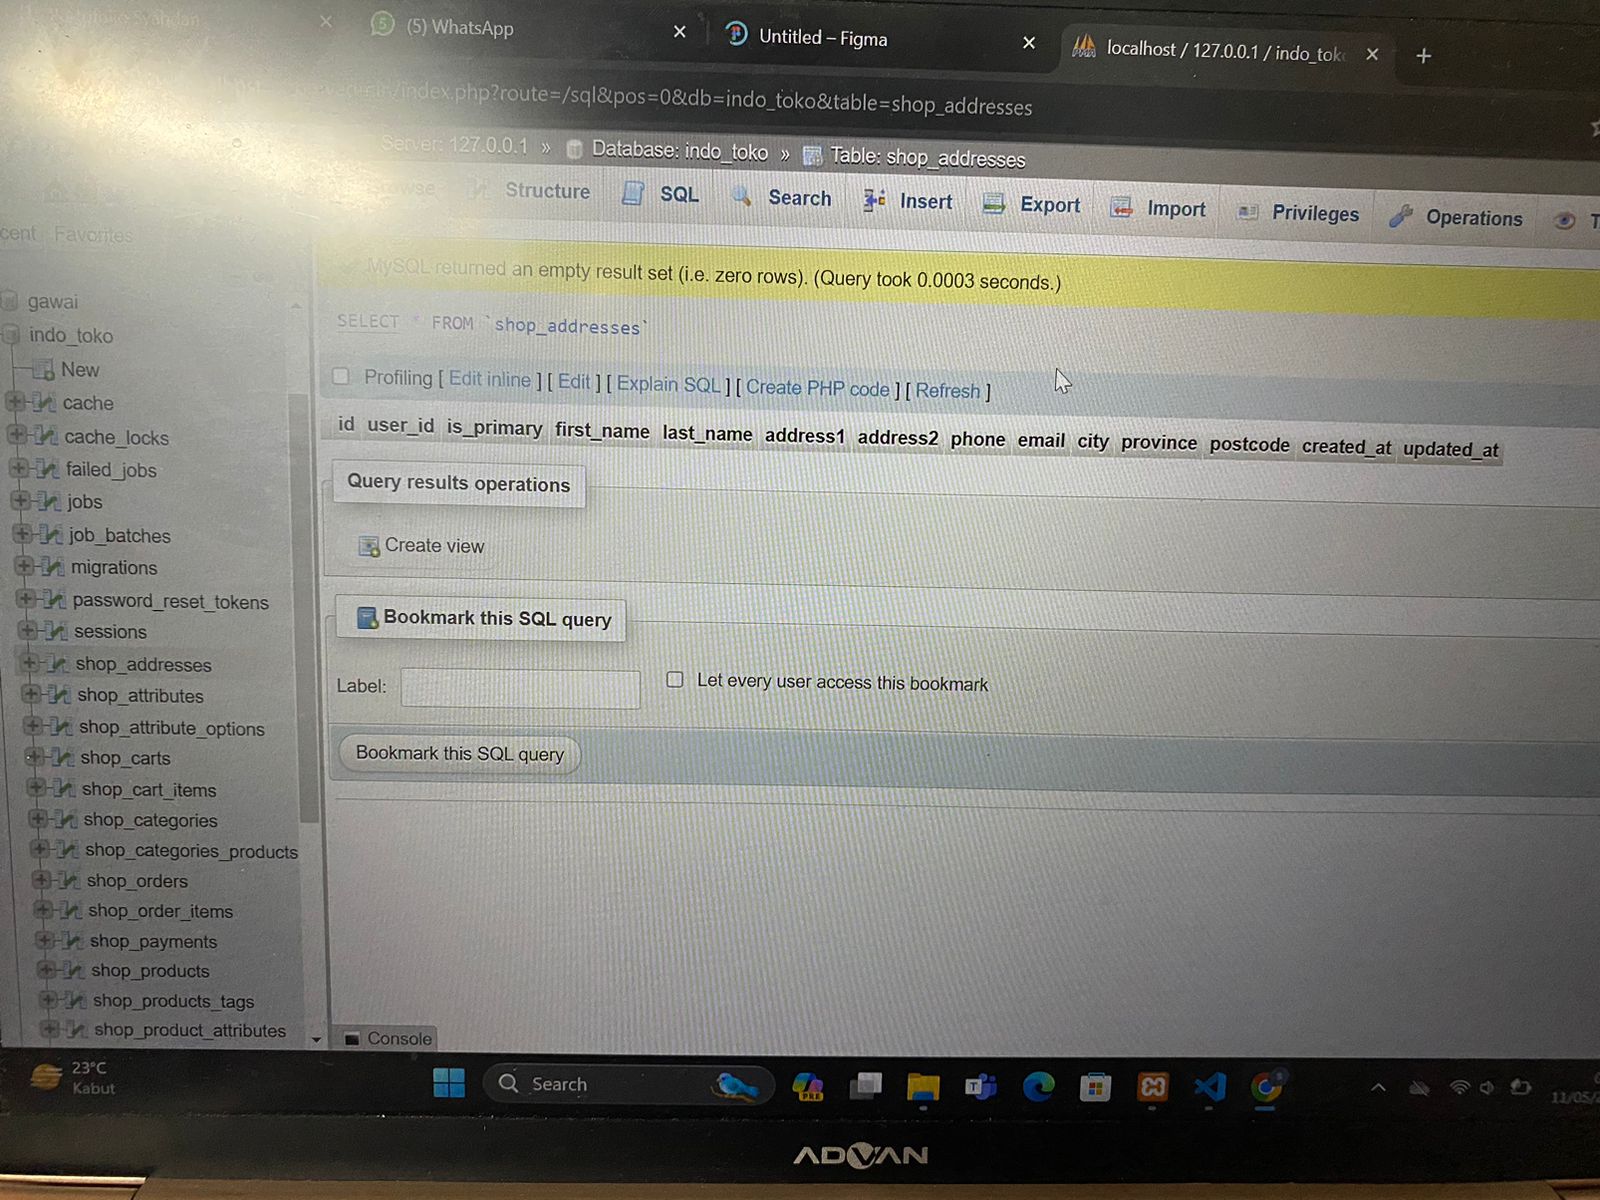 Syahdan
(5) WhatsApp
Untitled – Figma
localhost / 127.0.0.1 / indo_tok
index.php?route=/sql&pos=0&db=indo_toko&table=shop_addresses
Server: 127.0.0.1 » Database: indo_toko » Table: shop_addresses
Browse Structure SQL Search Insert Export Import Privileges Operations T
cent Favorites
MySQL returned an empty result set (i.e. zero rows). (Query took 0.0003 seconds.)
SELECT * FROM `shop_addresses`
Profiling [ Edit inline ] [ Edit ] [ Explain SQL ] [ Create PHP code ] [ Refresh ]
id user_id is_primary first_name last_name address1 address2 phone email city province postcode created_at updated_at
Query results operations
Create view
Bookmark this SQL query
Label:
Let every user access this bookmark
Bookmark this SQL query
Console
gawai
indo_toko
New
cache
cache_locks
failed_jobs
jobs
job_batches
migrations
password_reset_tokens
sessions
shop_addresses
shop_attributes
shop_attribute_options
shop_carts
shop_cart_items
shop_categories
shop_categories_products
shop_orders
shop_order_items
shop_payments
shop_products
shop_products_tags
shop_product_attributes
23°C
Kabut
Search
PRE
11/05/2
ADVAN